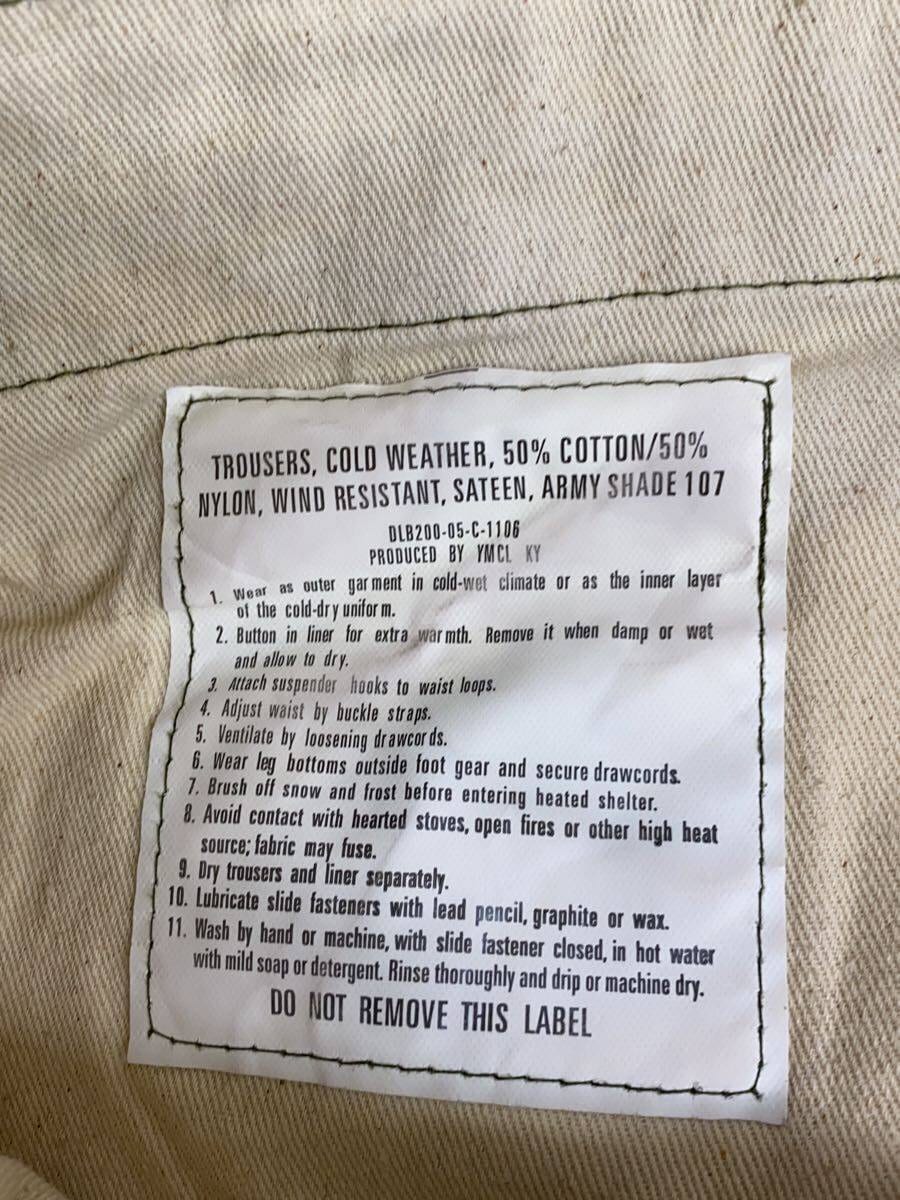 TROUSERS, COLD WEATHER, 50% COTTON/50%
NYLON, WIND RESISTANT, SATEEN, ARMY SHADE 107
DLB200-05-C-1106
PRODUCED BY YMCL KY
1. Wear as outer garment in cold-wet climate or as the inner layer
of the cold-dry uniform.
2. Button in liner for extra warmth. Remove it when damp or wet
and allow to dry.
3. Attach suspender hooks to waist loops.
4. Adjust waist by buckle straps.
5. Ventilate by loosening drawcords.
6. Wear leg bottoms outside foot gear and secure drawcords.
7. Brush off snow and frost before entering heated shelter.
8. Avoid contact with hearted stoves, open fires or other high heat
source; fabric may fuse.
9. Dry trousers and liner separately.
10. Lubricate slide fasteners with lead pencil, graphite or wax.
11. Wash by hand or machine, with slide fastener closed, in hot water
with mild soap or detergent. Rinse thoroughly and drip or machine dry.
DO NOT REMOVE THIS LABEL